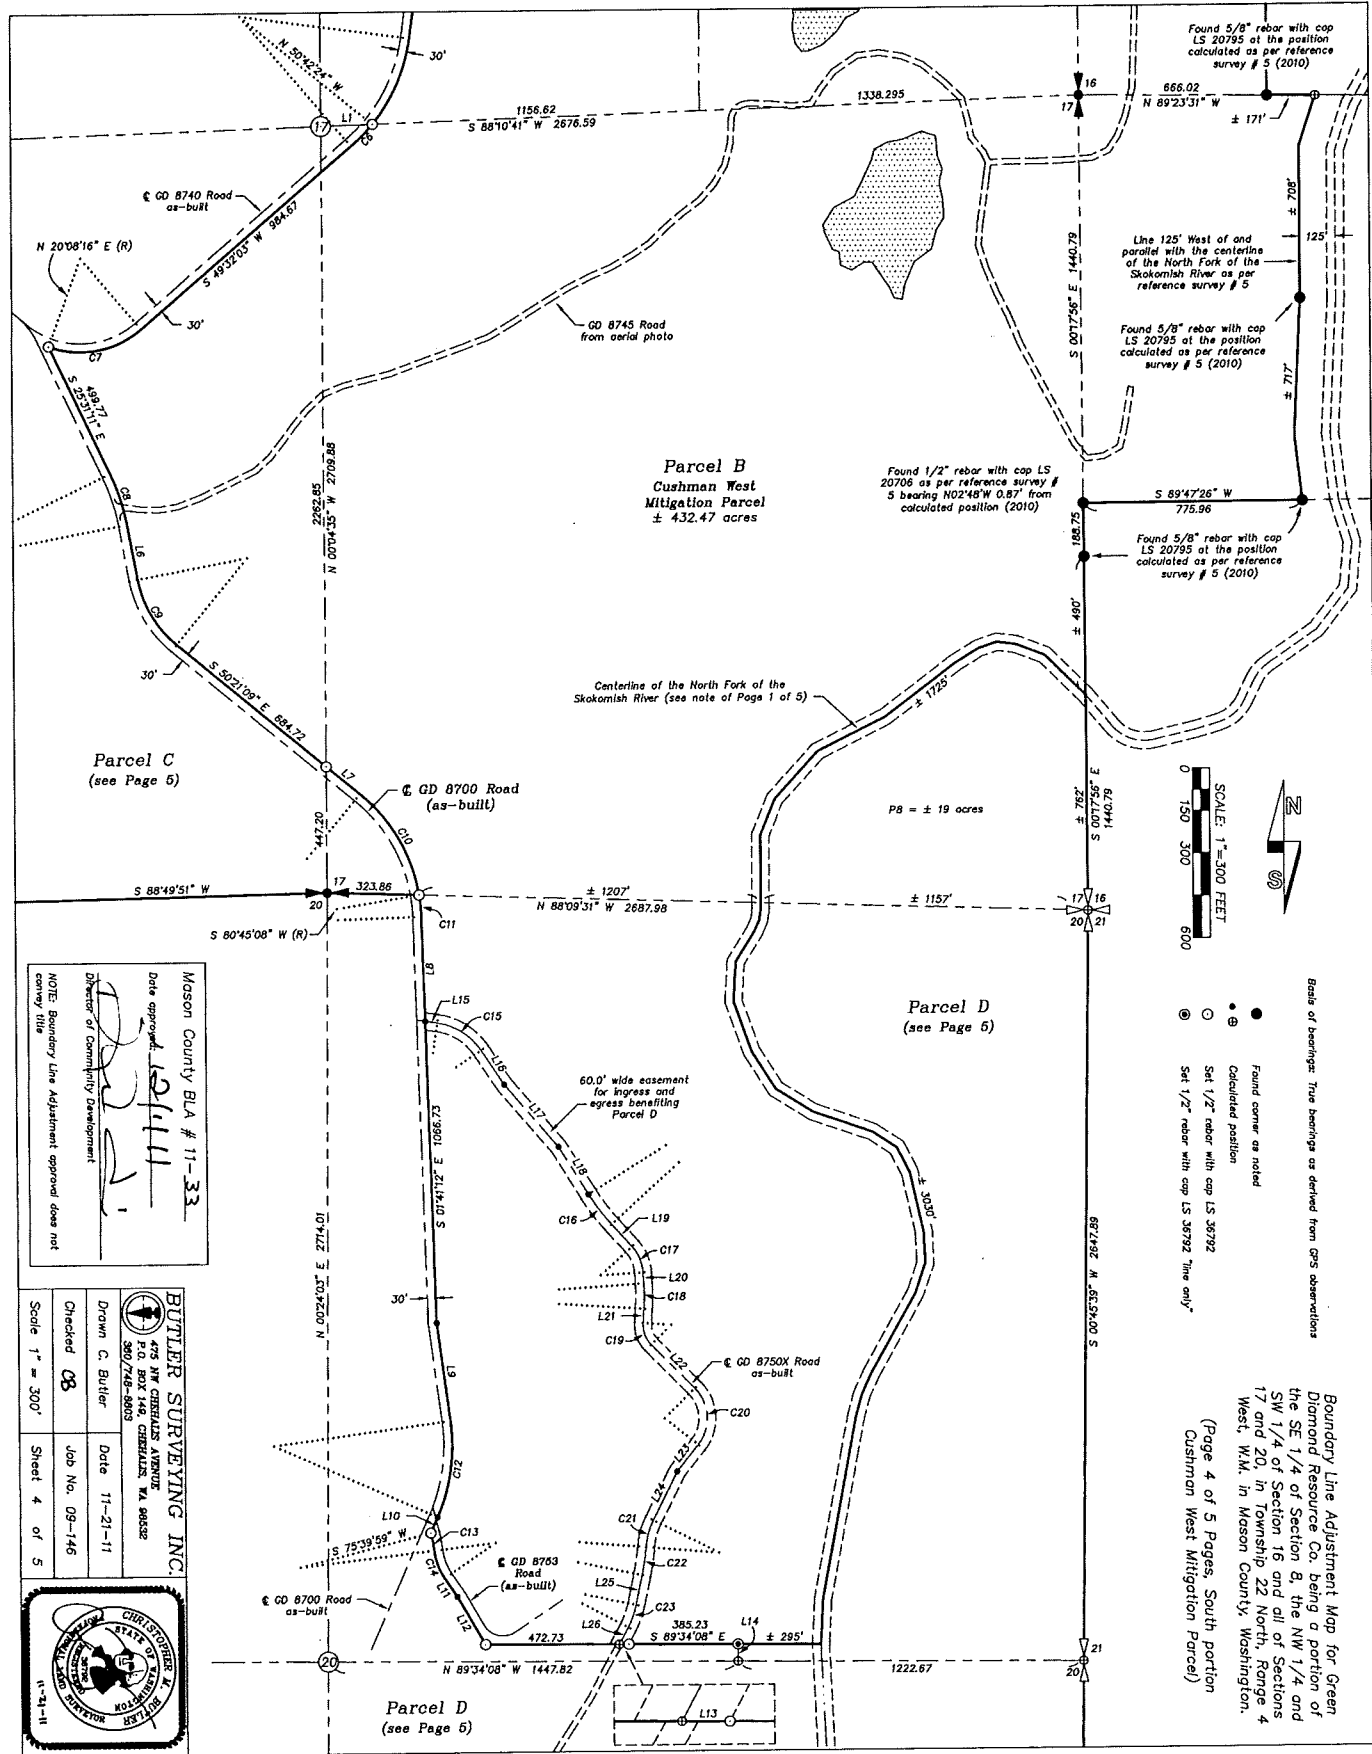 Found 5/8" rebar with cap
LS 20795 at the position
calculated as per reference
survey # 5 (2010)
666.02
N 89°23'31" W
± 171'
16
17
1338.295
1156.62
S 88°10'41" W 2676.59
30'
N 50°42'24" W
L1
17
C6
℄ GD 8740 Road
as-built
S 49°32'03" W 984.67
N 20°08'16" E (R)
30'
C7
± 708'
125'
Line 125' West of and
parallel with the centerline
of the North Fork of the
Skokomish River as per
reference survey # 5
S 00°17'56" E 1440.79
GD 8745 Road
from aerial photo
Found 5/8" rebar with cap
LS 20795 at the position
calculated as per reference
survey # 5 (2010)
± 717'
499.77
S 25°31'11" E
C8
L6
C9
30'
2262.85
N 00°04'35" W 2709.88
Parcel B
Cushman West
Mitigation Parcel
± 432.47 acres
Found 1/2" rebar with cap LS
20706 as per reference survey #
5 bearing N02°48'W 0.87' from
calculated position (2010)
S 89°47'26" W
775.96
188.75
Found 5/8" rebar with cap
LS 20795 at the position
calculated as per reference
survey # 5 (2010)
± 490'
S 50°21'09" E 684.72
Centerline of the North Fork of the
Skokomish River (see note of Page 1 of 5)
± 1725'
Parcel C
(see Page 5)
L7
℄ GD 8700 Road
(as-built)
C10
447.20
P8 = ± 19 acres
± 762'
S 00°17'56" E
1440.79
N
S
SCALE: 1"=300 FEET
0 150 300 600
S 88°49'51" W
17
20
323.86
± 1207'
N 88°09'31" W 2687.98
± 1157'
17 16
20 21
C11
S 80°45'08" W (R)
L8
L15
C15
L16
L17
L18
60.0' wide easement
for ingress and
egress benefiting
Parcel D
Parcel D
(see Page 5)
Basis of bearings: True bearings as derived from GPS observations
Found corner as noted
Calculated position
Set 1/2" rebar with cap LS 36792
Set 1/2" rebar with cap LS 36792 "line only"
Mason County BLA # 11-33
Date approved: 12/1/11
Director of Community Development
NOTE: Boundary Line Adjustment approval does not
convey title
S 01°41'12" E 1066.73
N 00°24'03" E 2714.01
C16
L19
C17
L20
C18
L21
C19
L22
± 3030'
S 00°45'59" W 2647.89
30'
L9
℄ GD 8750X Road
as-built
C20
L23
L24
C12
C21
L10
C13
S 75°39'59" W
C14
C22
L11
℄ GD 8763
Road
(as-built)
L25
C23
L12
℄ GD 8700 Road
as-built
L26
385.23
S 89°34'08" E
L14
± 295'
472.73
20
N 89°34'08" W 1447.82
1222.67
21
20
L13
Parcel D
(see Page 5)
Boundary Line Adjustment Map for Green
Diamond Resource Co. being a portion of
the SE 1/4 of Section 8, the NW 1/4 and
SW 1/4 of Section 16 and all of Sections
17 and 20, in Township 22 North, Range 4
West, W.M. in Mason County, Washington.
(Page 4 of 5 Pages, South portion
Cushman West Mitigation Parcel)
BUTLER SURVEYING INC.
475 NW CHEHALIS AVENUE
P.O. BOX 149, CHEHALIS, WA 98532
360/748-8803
Drawn C. Butler
Date 11-21-11
Checked CB
Job No. 09-146
Scale 1" = 300'
Sheet 4 of 5
CHRISTOPHER M. BUTLER
STATE OF WASHINGTON
36792
REGISTERED
PROFESSIONAL LAND SURVEYOR
11-21-11